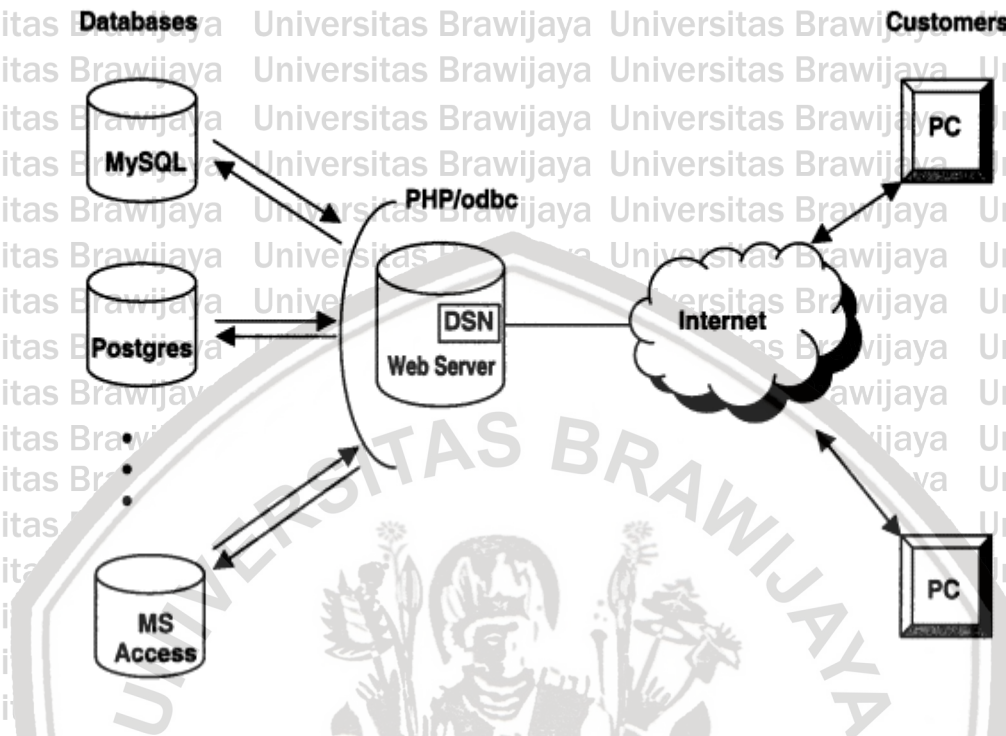 Databases
Customers
MySQL
PC
PHP/odbc
DSN
Internet
Postgres
Web Server
MS
Access
PC
Universitas Brawijaya
UNIVERSITAS BRAWIJAYA